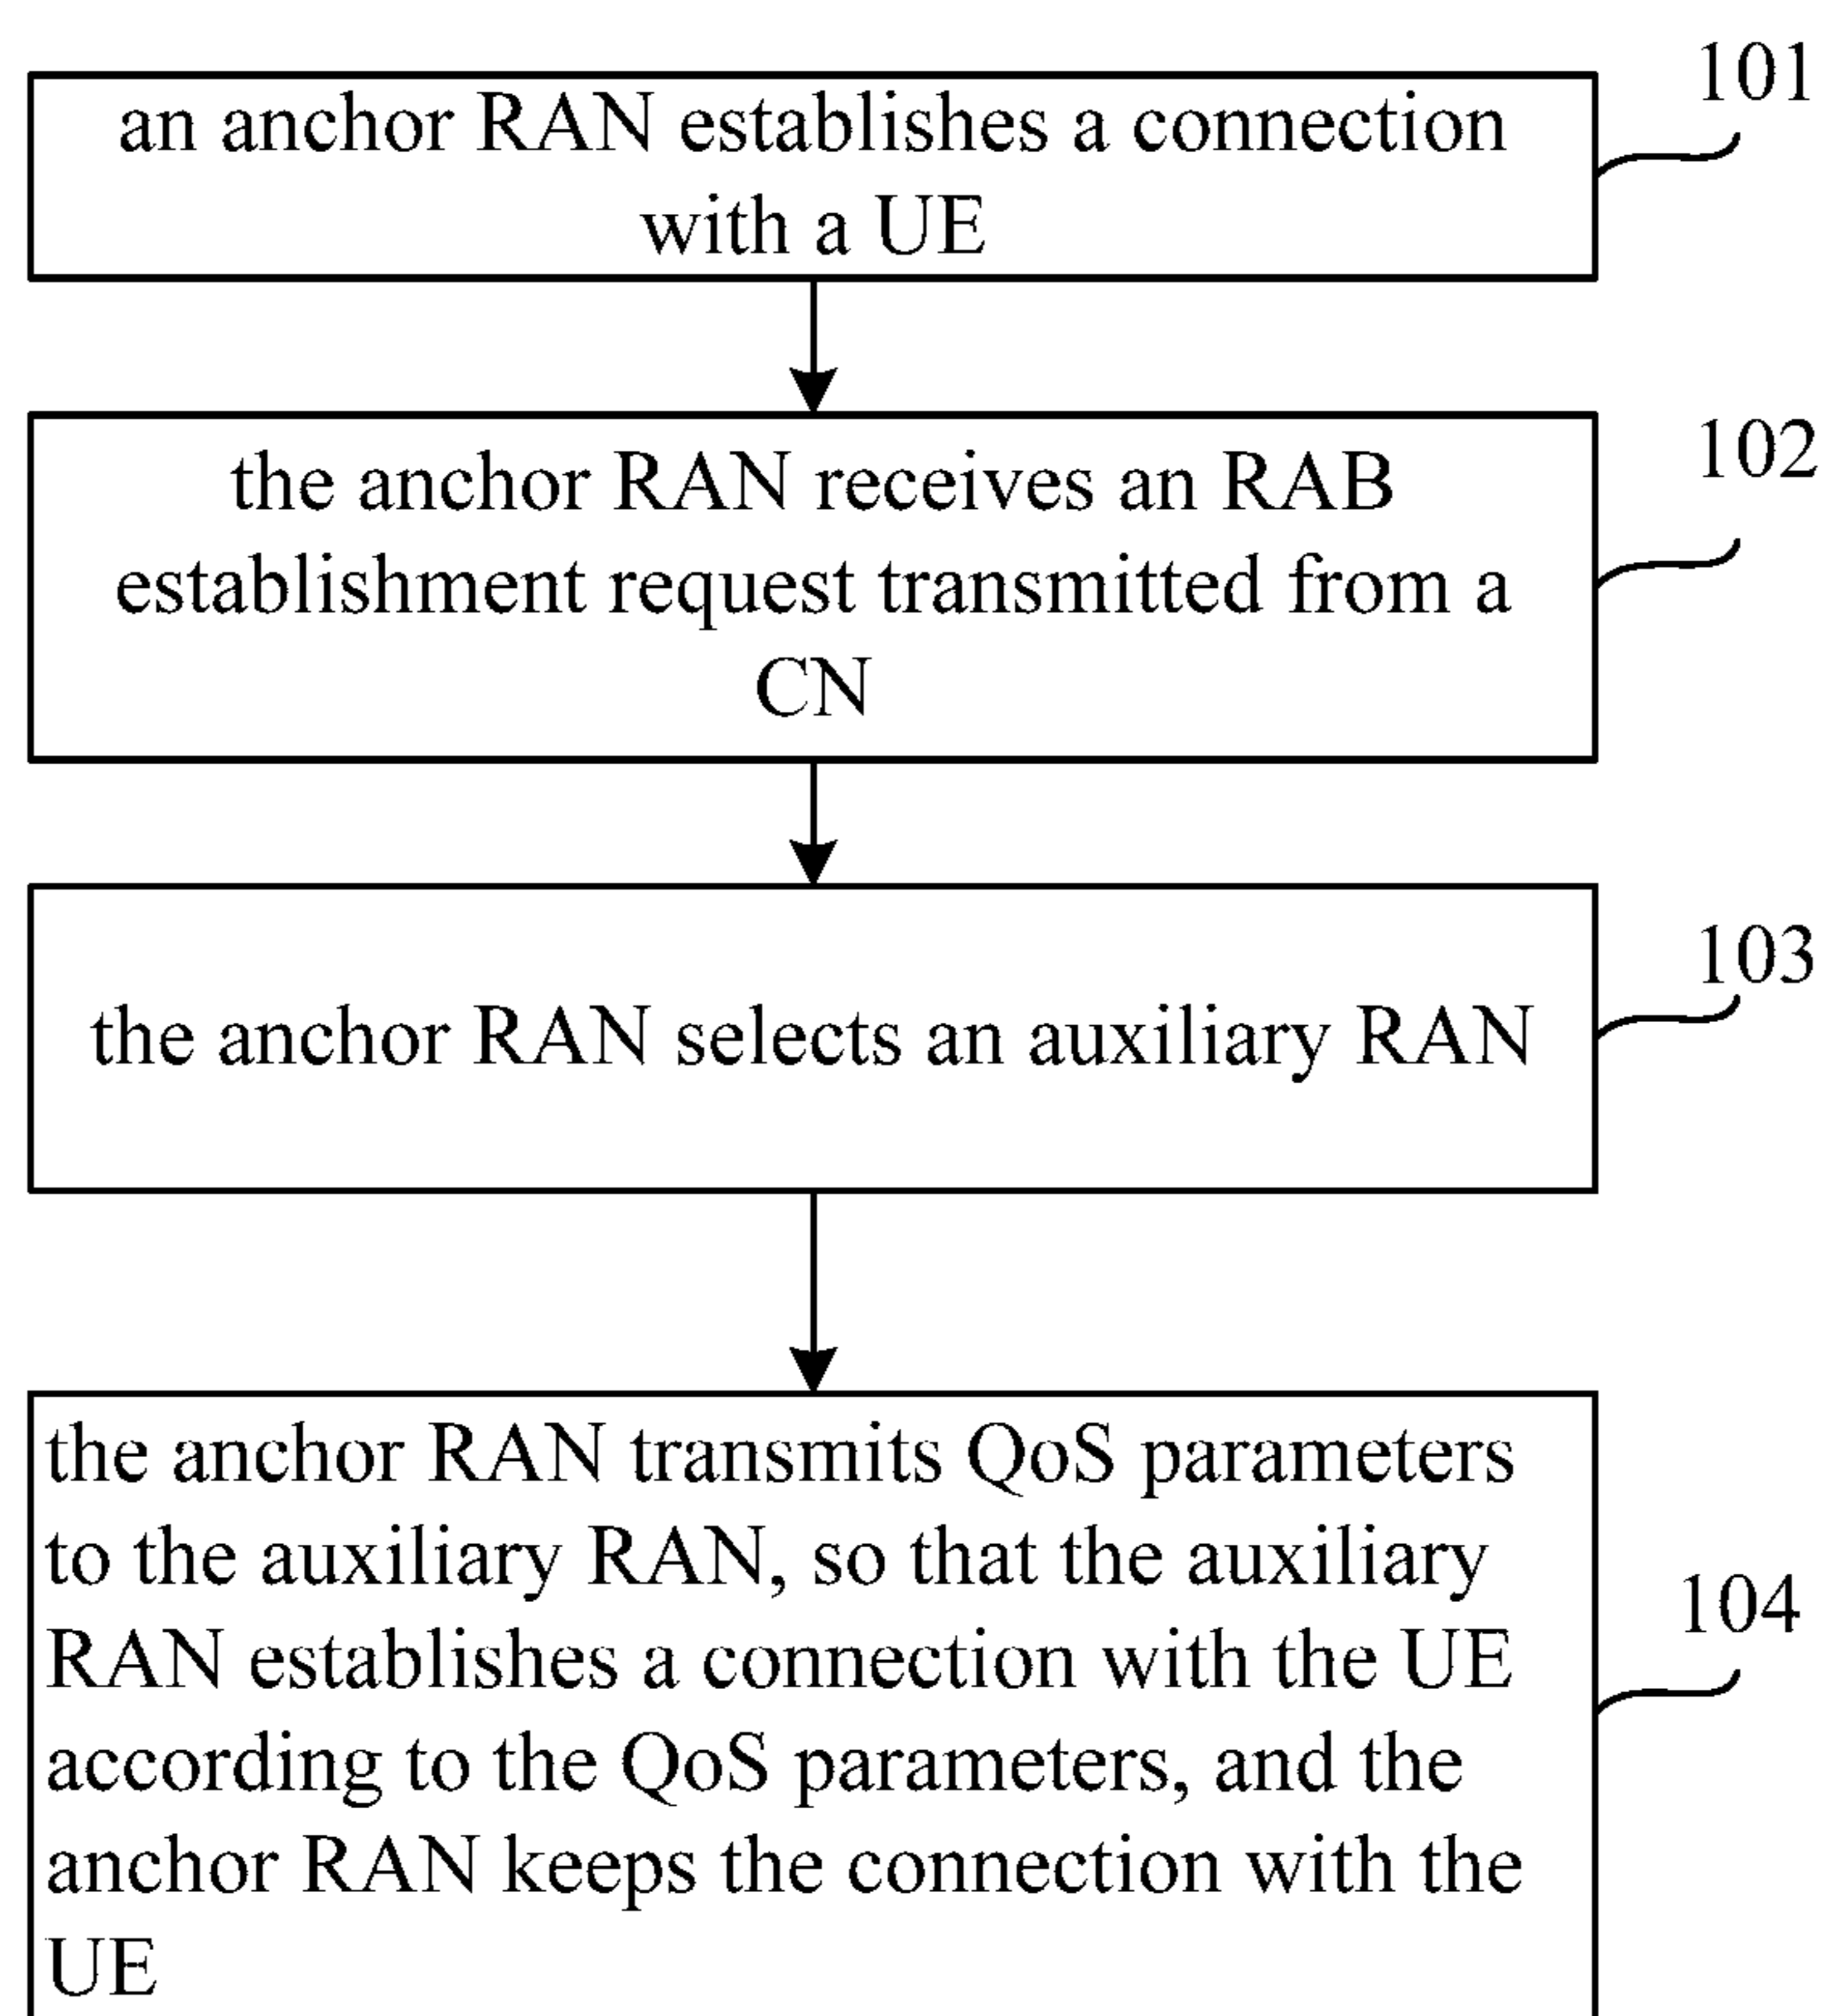 101
an anchor RAN establishes a connection
with a UE
102
the anchor RAN receives an RAB
establishment request transmitted from a
CN
103
the anchor RAN selects an auxiliary RAN
the anchor RAN transmits QoS parameters
to the auxiliary RAN, so that the auxiliary
104
RAN establishes a connection with the UE
according to the QoS parameters, and the
anchor RAN keeps the connection with the
UE